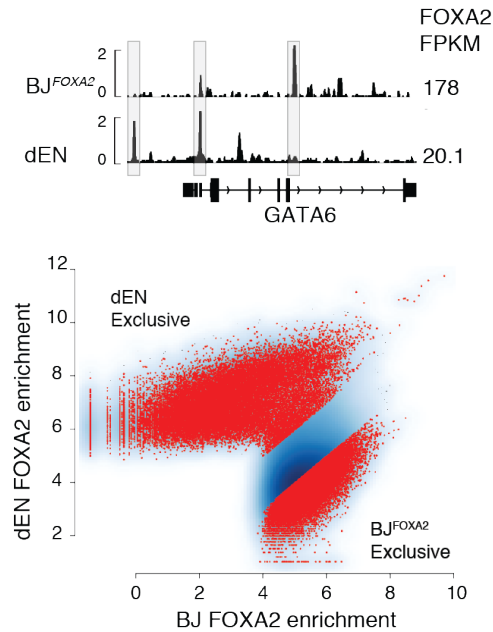 FOXA2
FPKM
2
BJFOXA2
0
178
2
dEN
0
20.1
GATA6
12
dEN
Exclusive
10
8
6
4
2
dEN FOXA2 enrichment
BJFOXA2
Exclusive
0 2 4 6 8 10
BJ FOXA2 enrichment